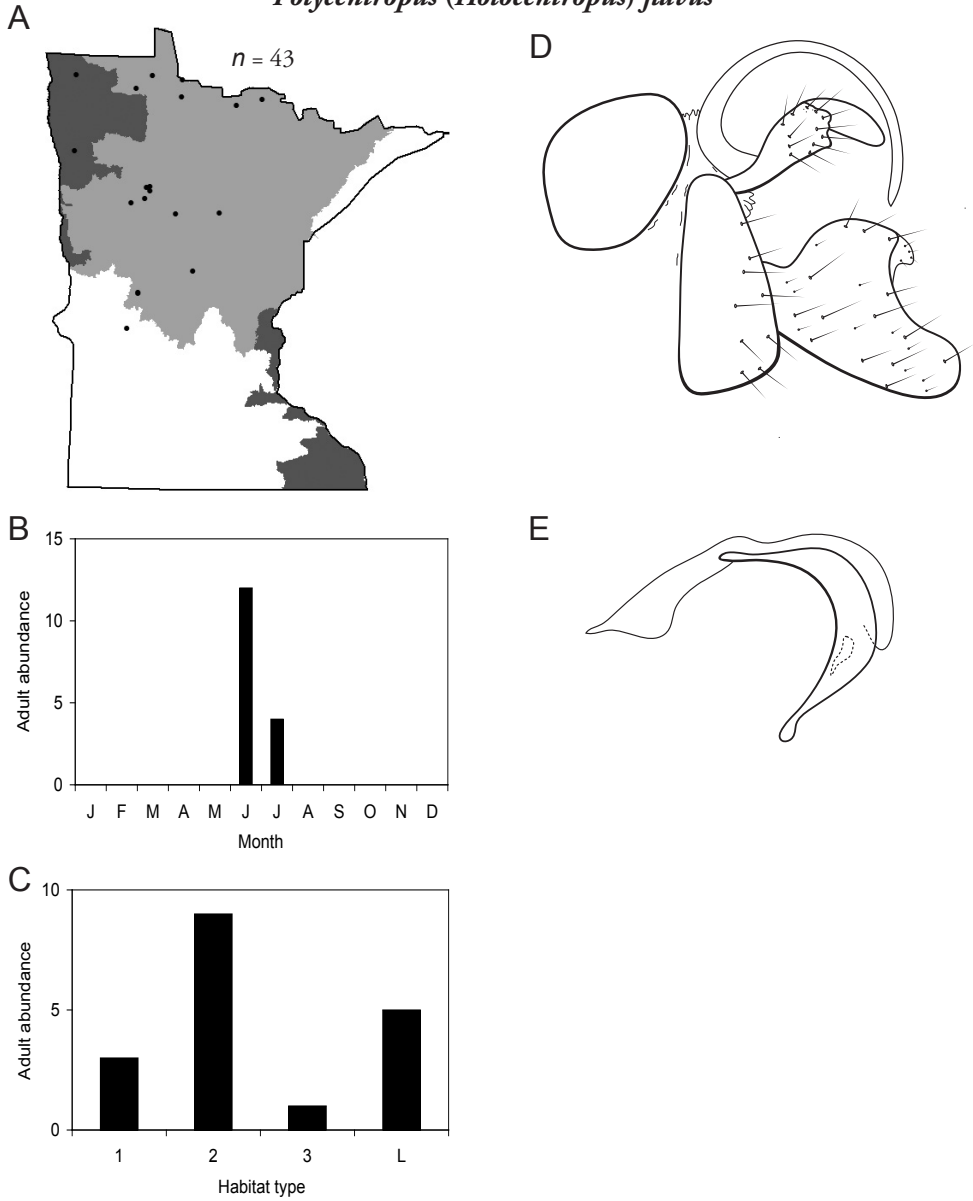 Polycentropus (Holocentropus) flavus
A
n = 43
D
B
15
10
5
0
Adult abundance
J F M A M J J A S O N D
Month
E
C
10
5
0
Adult abundance
1 2 3 L
Habitat type